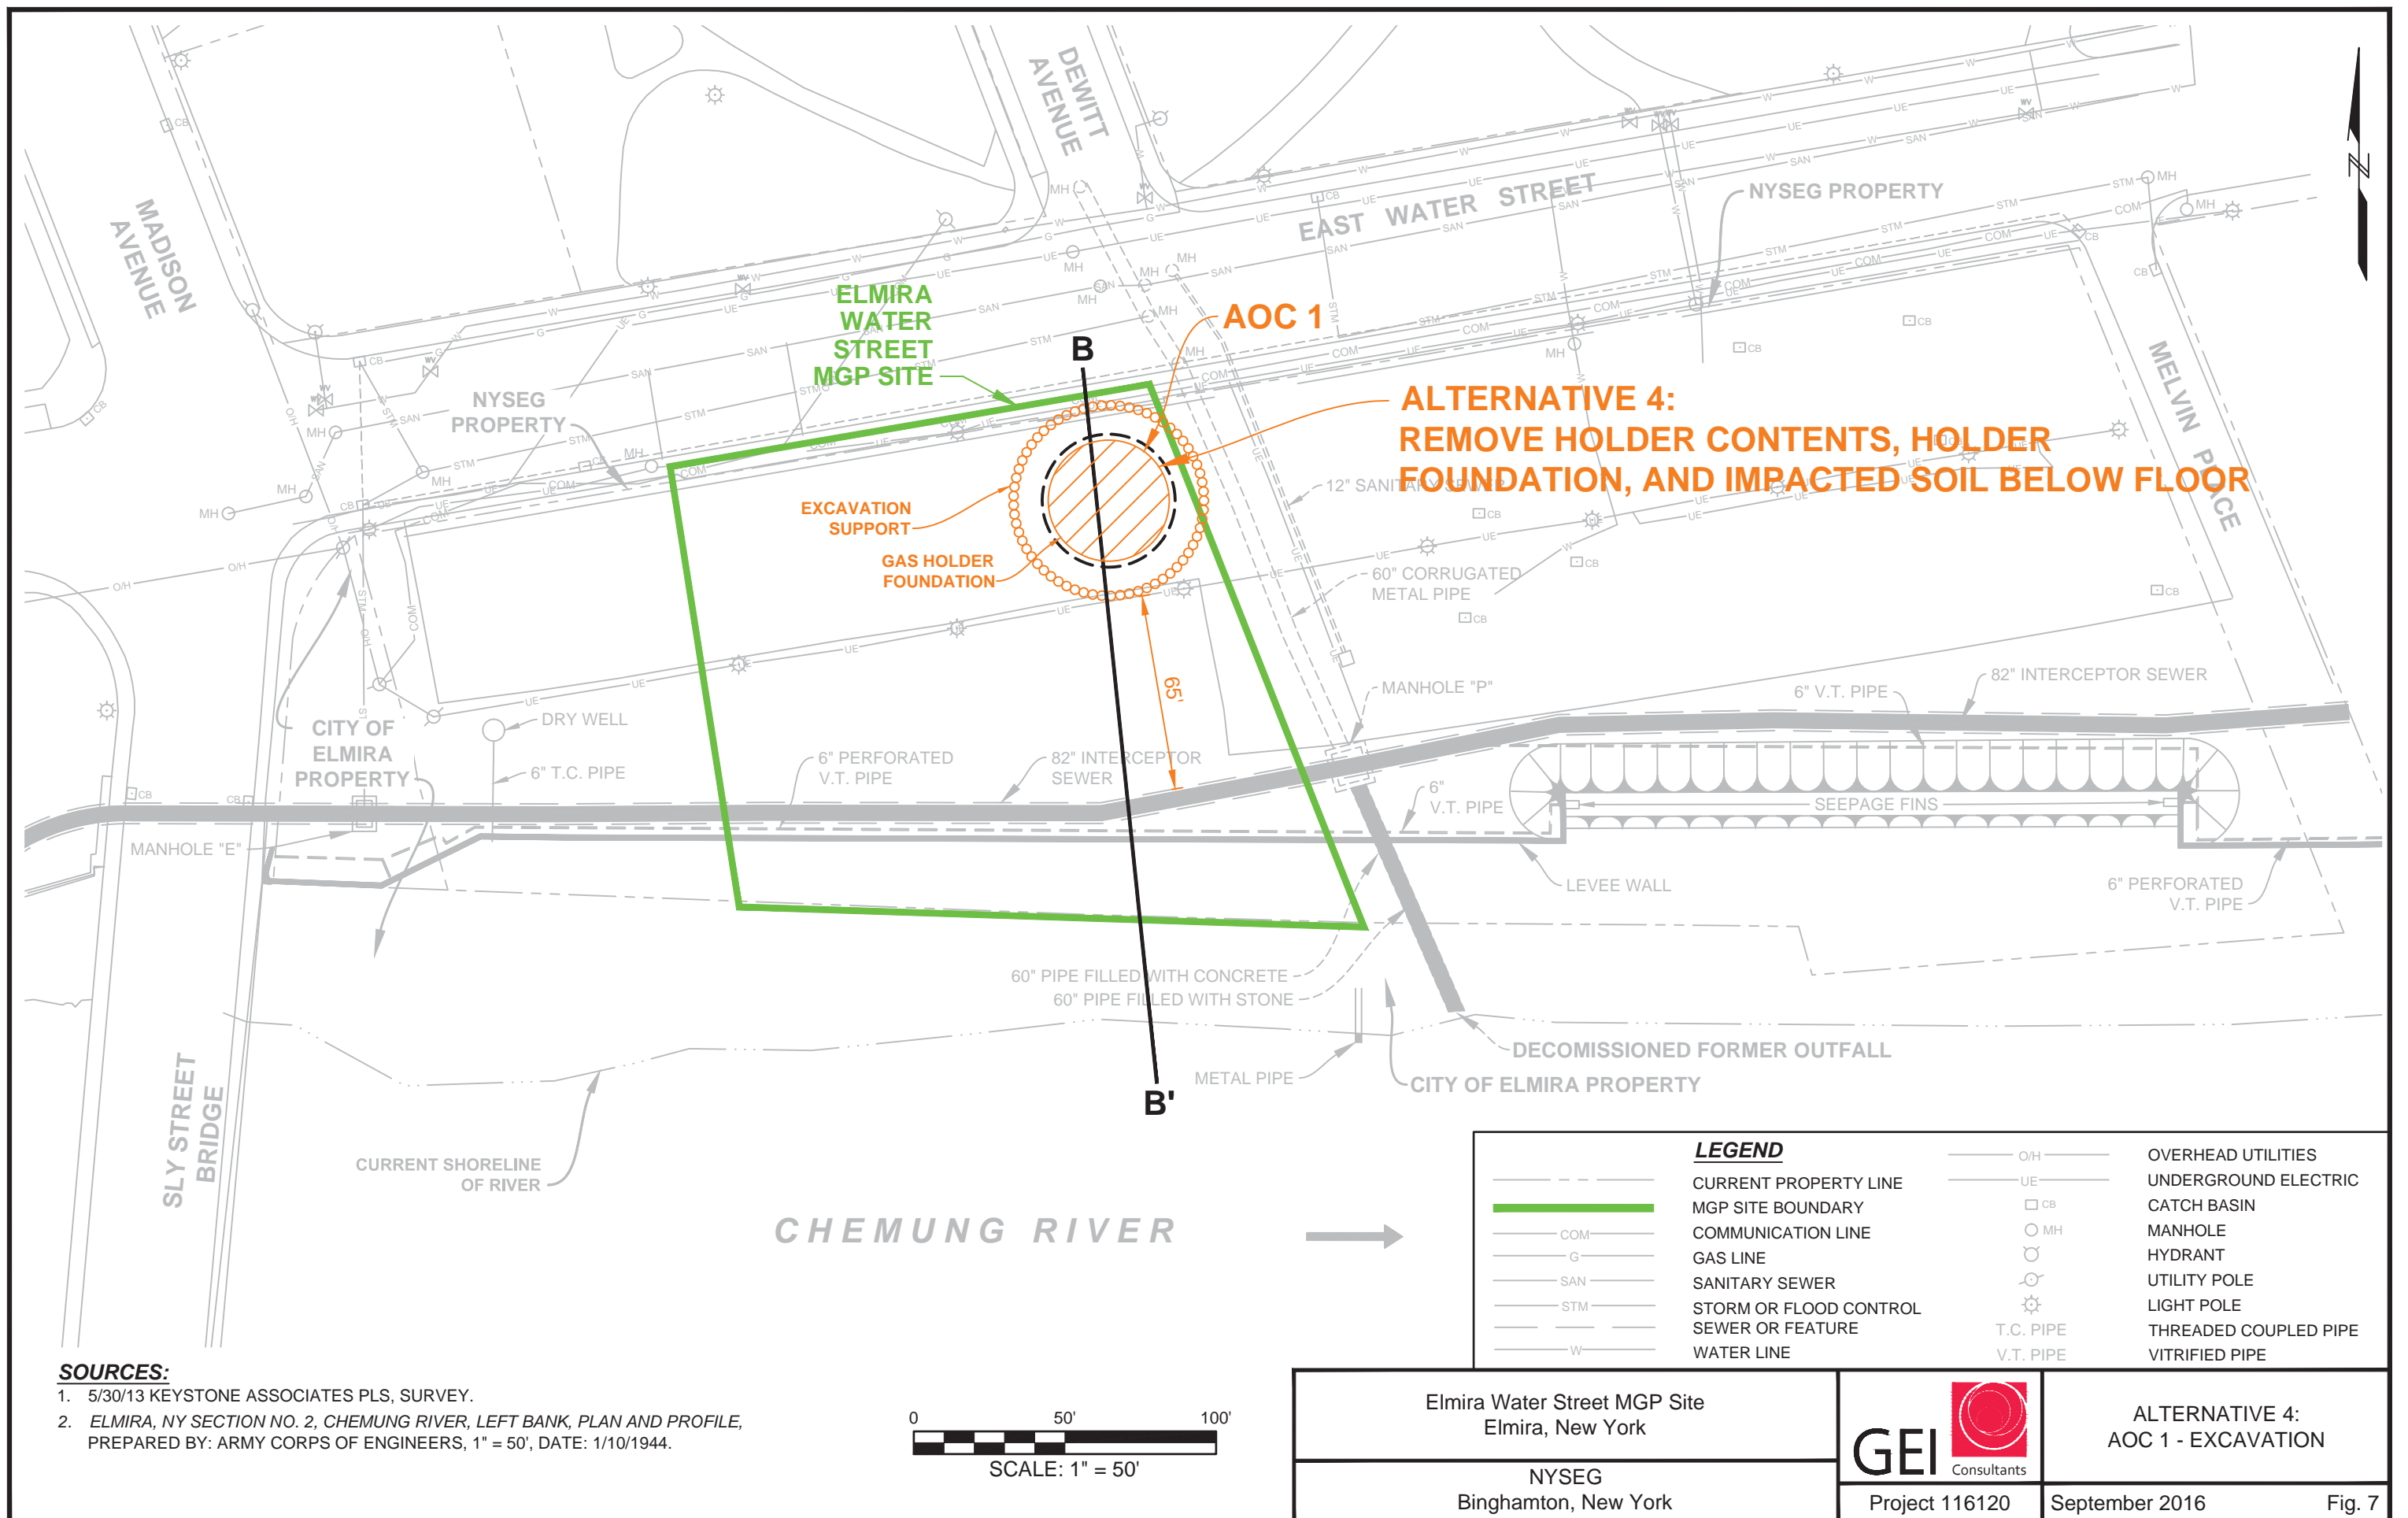 DEWITT
AVENUE
MADISON
AVENUE
EAST WATER STREET
NYSEG PROPERTY
ELMIRA
WATER
STREET
MGP SITE
AOC 1
B
ALTERNATIVE 4:
REMOVE HOLDER CONTENTS, HOLDER
FOUNDATION, AND IMPACTED SOIL BELOW FLOOR
MELVIN PLACE
NYSEG
PROPERTY
EXCAVATION
SUPPORT
GAS HOLDER
FOUNDATION
12" SANITARY SEWER
60" CORRUGATED
METAL PIPE
65'
MANHOLE "P"
6" V.T. PIPE
82" INTERCEPTOR SEWER
CITY OF
ELMIRA
PROPERTY
DRY WELL
6" T.C. PIPE
6" PERFORATED
V.T. PIPE
82" INTERCEPTOR
SEWER
6"
V.T. PIPE
SEEPAGE FINS
MANHOLE "E"
LEVEE WALL
6" PERFORATED
V.T. PIPE
60" PIPE FILLED WITH CONCRETE
60" PIPE FILLED WITH STONE
DECOMISSIONED FORMER OUTFALL
METAL PIPE
CITY OF ELMIRA PROPERTY
B'
SLY STREET
BRIDGE
CURRENT SHORELINE
OF RIVER
CHEMUNG RIVER
Z
LEGEND
CURRENT PROPERTY LINE
MGP SITE BOUNDARY
COM COMMUNICATION LINE
G GAS LINE
SAN SANITARY SEWER
STM STORM OR FLOOD CONTROL
SEWER OR FEATURE
W WATER LINE
O/H OVERHEAD UTILITIES
UE UNDERGROUND ELECTRIC
CB CATCH BASIN
MH MANHOLE
HYDRANT
UTILITY POLE
LIGHT POLE
T.C. PIPE THREADED COUPLED PIPE
V.T. PIPE VITRIFIED PIPE
SOURCES:
1. 5/30/13 KEYSTONE ASSOCIATES PLS, SURVEY.
2. ELMIRA, NY SECTION NO. 2, CHEMUNG RIVER, LEFT BANK, PLAN AND PROFILE,
PREPARED BY: ARMY CORPS OF ENGINEERS, 1" = 50', DATE: 1/10/1944.
0 50' 100'
SCALE: 1" = 50'
Elmira Water Street MGP Site
Elmira, New York
NYSEG
Binghamton, New York
GEI
Consultants
Project 116120
ALTERNATIVE 4:
AOC 1 - EXCAVATION
September 2016 Fig. 7